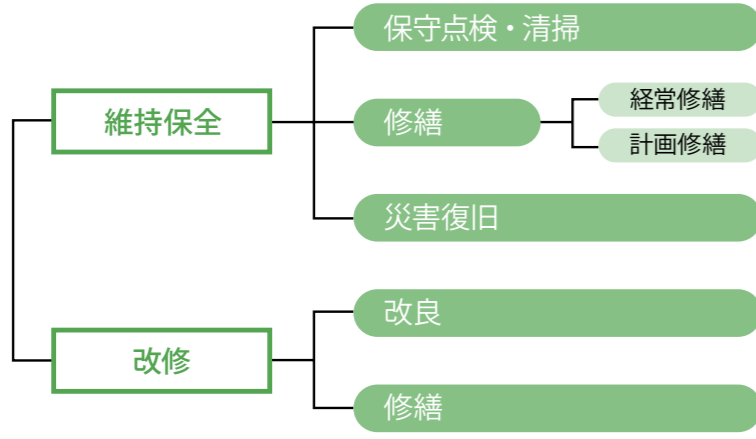 維持保全
保守点検・清掃
修繕
経常修繕
計画修繕
災害復旧
改修
改良
修繕